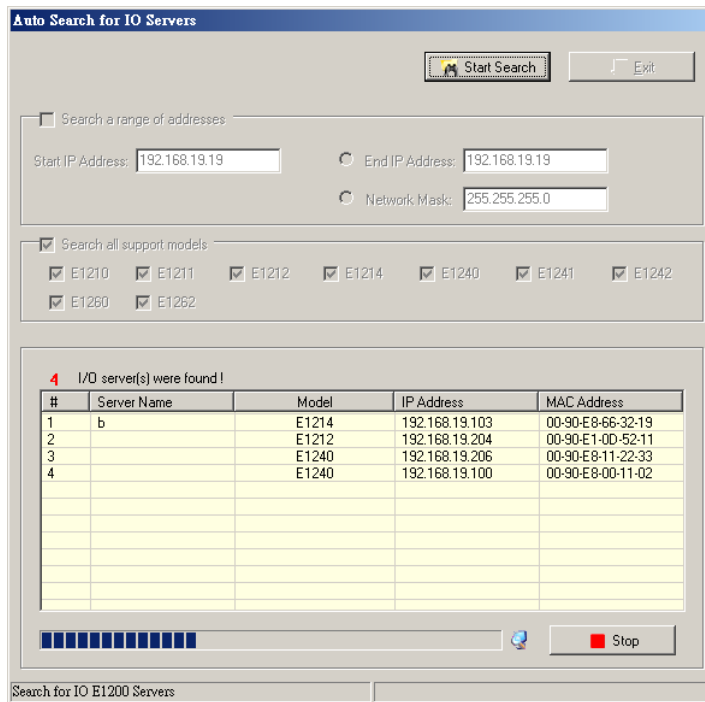 Auto Search for IO Servers
Start Search Exit
Search a range of addresses
Start IP Address: 192.168.19.19 End IP Address: 192.168.19.19
Network Mask: 255.255.255.0
Search all support models
E1210 E1211 E1212 E1214 E1240 E1241 E1242
E1260 E1262
4 I/O server(s) were found !
# Server Name Model IP Address MAC Address
1 b E1214 192.168.19.103 00-90-E8-66-32-19
2 E1212 192.168.19.204 00-90-E1-0D-52-11
3 E1240 192.168.19.206 00-90-E8-11-22-33
4 E1240 192.168.19.100 00-90-E8-00-11-02
Stop
Search for IO E1200 Servers